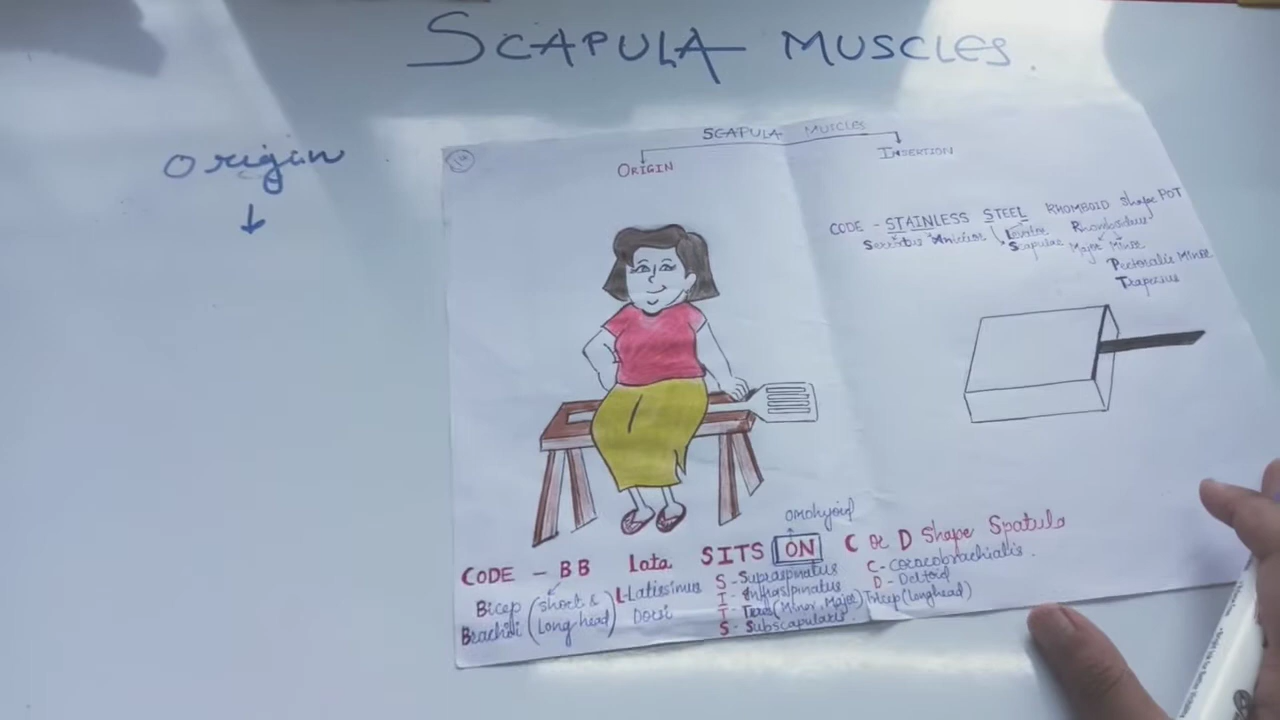 SCAPULA MUSCLES.
Origin
SCAPULA MUSCLES
ORIGIN
INSERTION
CODE - STAINLESS STEEL RHOMBOID Shape POT
Serratus Anterior
Levator
Scapulae
Rhomboideus
Major Minor
Pectoralis Minor
Trapezius
omohyoid
CODE - BB Lata SITS ON C or D Shape Spatula
Bicep
Brachii
(Short &
Long head)
L-Latissimus
Dorsi
S - Supraspinatus
I - Infraspinatus
T - Teres (Minor, Major)
S - Subscapularis.
C - Coracobrachialis.
D - Deltoid
Tricep (Long head)